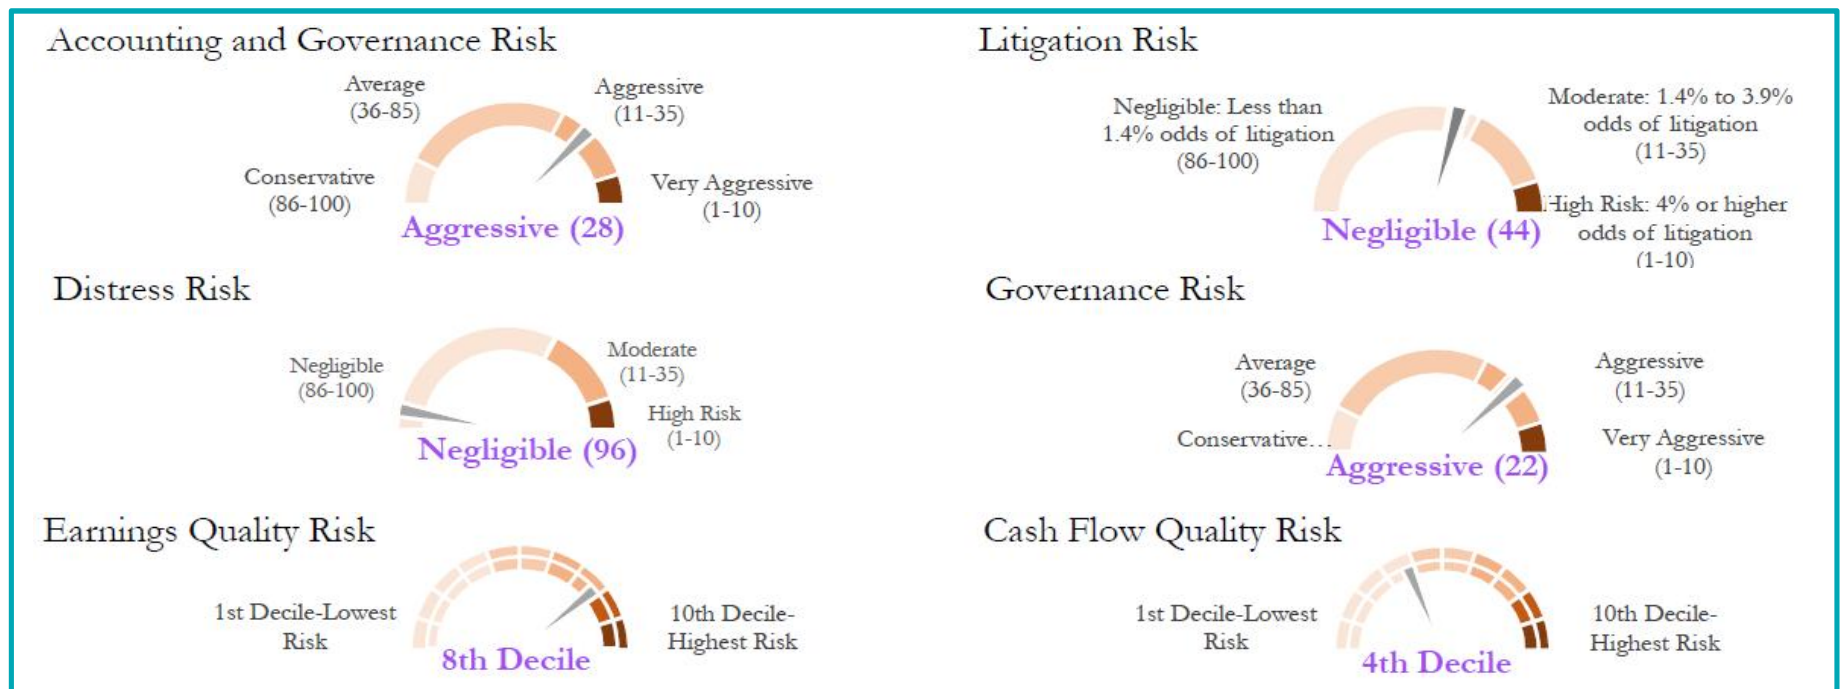 Accounting and Governance Risk
Average
(36-85)
Aggressive
(11-35)
Conservative
(86-100)
Very Aggressive
(1-10)
Aggressive (28)
Litigation Risk
Negligible: Less than
1.4% odds of litigation
(86-100)
Moderate: 1.4% to 3.9%
odds of litigation
(11-35)
High Risk: 4% or higher
odds of litigation
(1-10)
Negligible (44)
Distress Risk
Negligible
(86-100)
Moderate
(11-35)
High Risk
(1-10)
Negligible (96)
Governance Risk
Average
(36-85)
Aggressive
(11-35)
Conservative...
Very Aggressive
(1-10)
Aggressive (22)
Earnings Quality Risk
1st Decile-Lowest
Risk
10th Decile-
Highest Risk
8th Decile
Cash Flow Quality Risk
1st Decile-Lowest
Risk
10th Decile-
Highest Risk
4th Decile